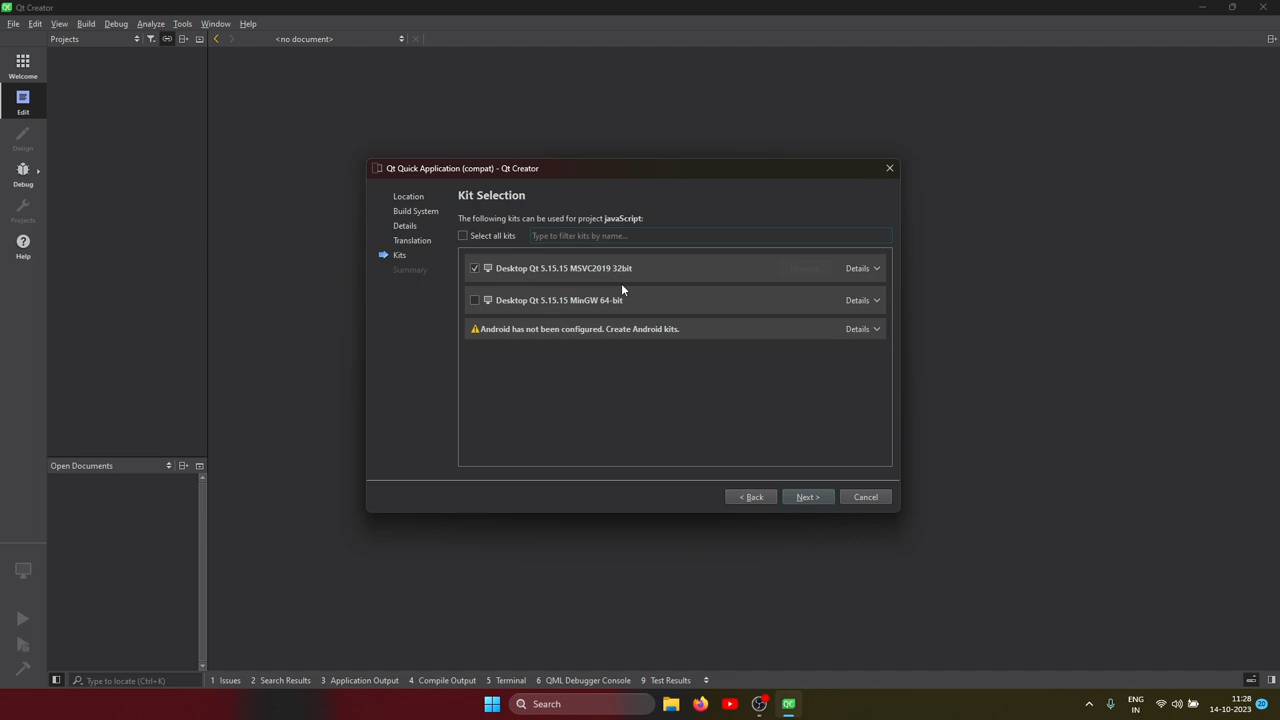 Qt Creator
File Edit View Build Debug Analyze Tools Window Help
Projects <no document>
Welcome
Edit
Design
Debug
Projects
Help
Qt Quick Application (compat) - Qt Creator
Location
Build System
Details
Translation
Kits
Summary
Kit Selection
The following kits can be used for project javaScript:
Select all kits Type to filter kits by name...
Desktop Qt 5.15.15 MSVC2019 32bit Details
Desktop Qt 5.15.15 MinGW 64-bit Details
Android has not been configured. Create Android kits. Details
< Back Next > Cancel
Open Documents
Type to locate (Ctrl+K) 1 Issues 2 Search Results 3 Application Output 4 Compile Output 5 Terminal 6 QML Debugger Console 9 Test Results
Search
ENG
IN
11:28
14-10-2023
20